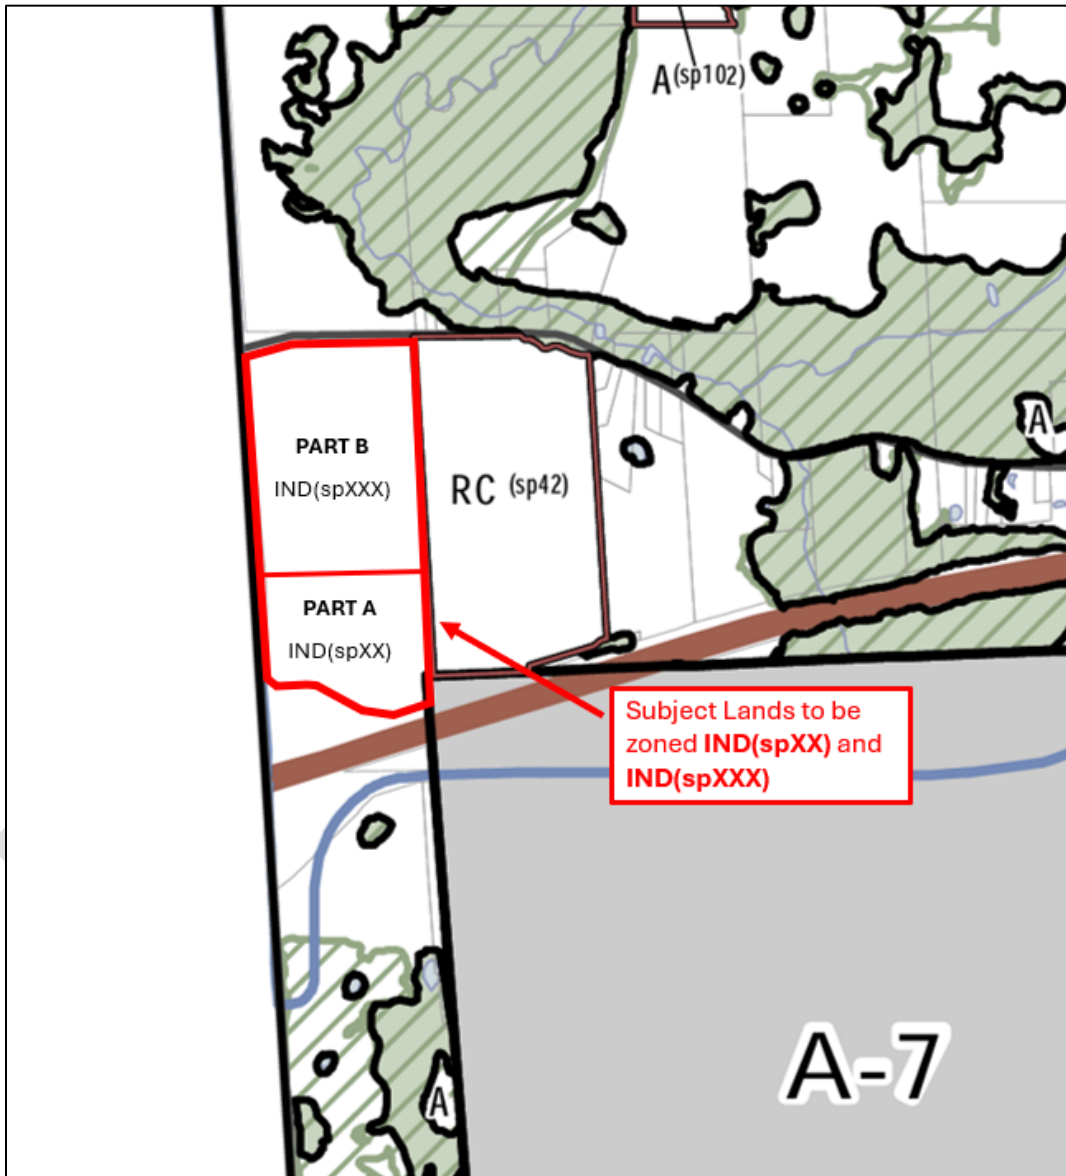 A(sp102)
A
PART B
IND(spXXX)
RC (sp42)
PART A
IND(spXX)
Subject Lands to be
zoned IND(spXX) and
IND(spXXX)
A-7
A